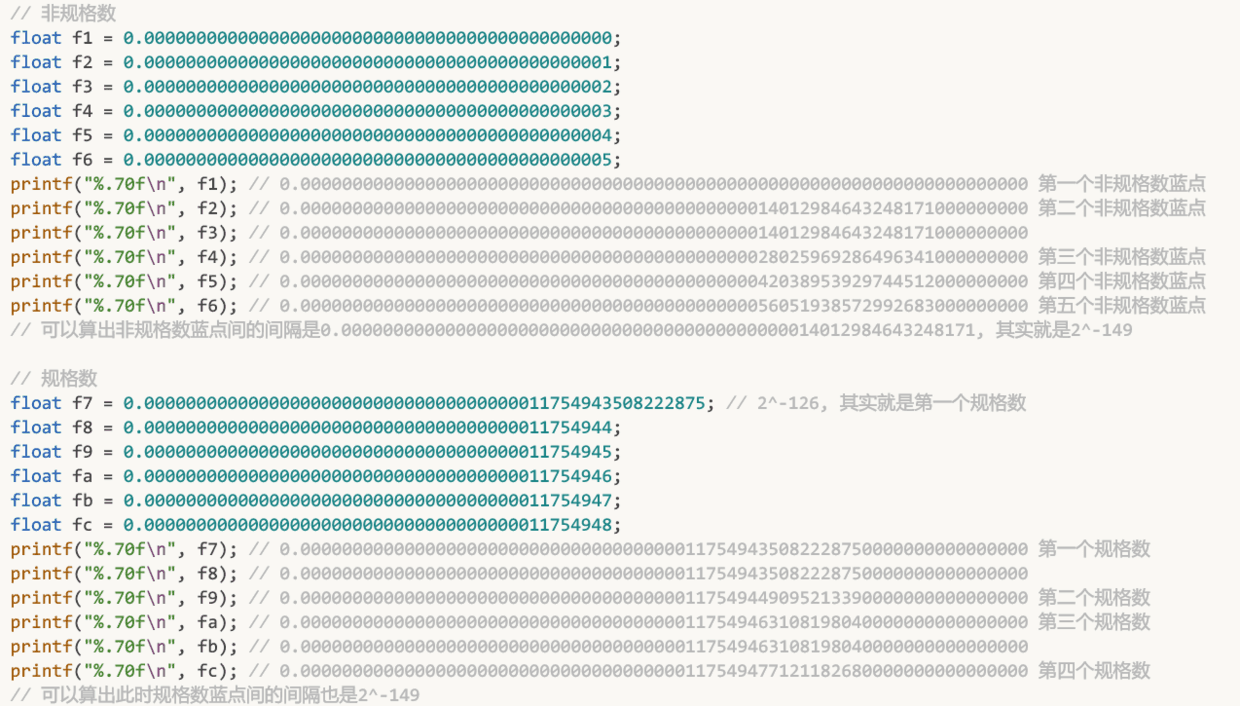 // 非规格数
float f1 = 0.000000000000000000000000000000000000000000000;
float f2 = 0.000000000000000000000000000000000000000000001;
float f3 = 0.000000000000000000000000000000000000000000002;
float f4 = 0.000000000000000000000000000000000000000000003;
float f5 = 0.000000000000000000000000000000000000000000004;
float f6 = 0.000000000000000000000000000000000000000000005;
printf("%.70f\n", f1); // 0.0000000000000000000000000000000000000000000000000000000000000000000000 第一个非规格数蓝点
printf("%.70f\n", f2); // 0.0000000000000000000000000000000000000000000014012984643248171000000000 第二个非规格数蓝点
printf("%.70f\n", f3); // 0.0000000000000000000000000000000000000000000014012984643248171000000000
printf("%.70f\n", f4); // 0.0000000000000000000000000000000000000000000028025969286496341000000000 第三个非规格数蓝点
printf("%.70f\n", f5); // 0.0000000000000000000000000000000000000000000042038953929744512000000000 第四个非规格数蓝点
printf("%.70f\n", f6); // 0.0000000000000000000000000000000000000000000056051938572992683000000000 第五个非规格数蓝点
// 可以算出非规格数蓝点间的间隔是0.0000000000000000000000000000000000000000000014012984643248171, 其实就是2^-149
// 规格数
float f7 = 0.000000000000000000000000000000000000011754943508222875; // 2^-126, 其实就是第一个规格数
float f8 = 0.000000000000000000000000000000000000011754944;
float f9 = 0.000000000000000000000000000000000000011754945;
float fa = 0.000000000000000000000000000000000000011754946;
float fb = 0.000000000000000000000000000000000000011754947;
float fc = 0.000000000000000000000000000000000000011754948;
printf("%.70f\n", f7); // 0.0000000000000000000000000000000000000117549435082228750000000000000000 第一个规格数
printf("%.70f\n", f8); // 0.0000000000000000000000000000000000000117549435082228750000000000000000
printf("%.70f\n", f9); // 0.0000000000000000000000000000000000000117549449095213390000000000000000 第二个规格数
printf("%.70f\n", fa); // 0.0000000000000000000000000000000000000117549463108198040000000000000000 第三个规格数
printf("%.70f\n", fb); // 0.0000000000000000000000000000000000000117549463108198040000000000000000
printf("%.70f\n", fc); // 0.0000000000000000000000000000000000000117549477121182680000000000000000 第四个规格数
// 可以算出此时规格数蓝点间的间隔也是2^-149